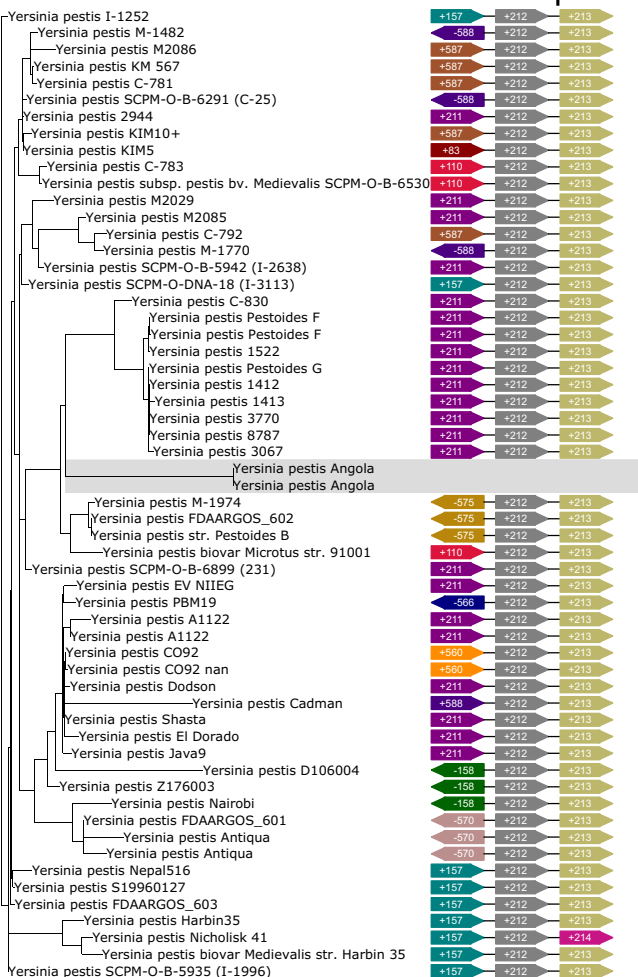 Yersinia pestis I-1252 +157 +212 +213
Yersinia pestis M-1482 -588 +212 +213
Yersinia pestis M2086 +587 +212 +213
Yersinia pestis KM 567 +587 +212 +213
Yersinia pestis C-781 +587 +212 +213
Yersinia pestis SCPM-O-B-6291 (C-25) -588 +212 +213
Yersinia pestis 2944 +211 +212 +213
Yersinia pestis KIM10+ +587 +212 +213
Yersinia pestis KIM5 +83 +212 +213
Yersinia pestis C-783 +110 +212 +213
Yersinia pestis subsp. pestis bv. Medievalis SCPM-O-B-6530 +110 +212 +213
Yersinia pestis M2029 +211 +212 +213
Yersinia pestis M2085 +211 +212 +213
Yersinia pestis C-792 +587 +212 +213
Yersinia pestis M-1770 -588 +212 +213
Yersinia pestis SCPM-O-B-5942 (I-2638) +211 +212 +213
Yersinia pestis SCPM-O-DNA-18 (I-3113) +157 +212 +213
Yersinia pestis C-830 +211 +212 +213
Yersinia pestis Pestoides F +211 +212 +213
Yersinia pestis Pestoides F +211 +212 +213
Yersinia pestis 1522 +211 +212 +213
Yersinia pestis Pestoides G +211 +212 +213
Yersinia pestis 1412 +211 +212 +213
Yersinia pestis 1413 +211 +212 +213
Yersinia pestis 3770 +211 +212 +213
Yersinia pestis 8787 +211 +212 +213
Yersinia pestis 3067 +211 +212 +213
Yersinia pestis Angola
Yersinia pestis Angola
Yersinia pestis M-1974 -575 +212 +213
Yersinia pestis FDAARGOS_602 -575 +212 +213
Yersinia pestis str. Pestoides B -575 +212 +213
Yersinia pestis biovar Microtus str. 91001 +110 +212 +213
Yersinia pestis SCPM-O-B-6899 (231) +211 +212 +213
Yersinia pestis EV NIIEG +211 +212 +213
Yersinia pestis PBM19 -566 +212 +213
Yersinia pestis A1122 +211 +212 +213
Yersinia pestis A1122 +211 +212 +213
Yersinia pestis CO92 +560 +212 +213
Yersinia pestis CO92 nan +560 +212 +213
Yersinia pestis Dodson +211 +212 +213
Yersinia pestis Cadman +588 +212 +213
Yersinia pestis Shasta +211 +212 +213
Yersinia pestis El Dorado +211 +212 +213
Yersinia pestis Java9 +211 +212 +213
Yersinia pestis D106004 -158 +212 +213
Yersinia pestis Z176003 -158 +212 +213
Yersinia pestis Nairobi -158 +212 +213
Yersinia pestis FDAARGOS_601 -570 +212 +213
Yersinia pestis Antiqua -570 +212 +213
Yersinia pestis Antiqua -570 +212 +213
Yersinia pestis Nepal516 +157 +212 +213
Yersinia pestis S19960127 +157 +212 +213
Yersinia pestis FDAARGOS_603 +157 +212 +213
Yersinia pestis Harbin35 +157 +212 +213
Yersinia pestis Nicholisk 41 +157 +212 +214
Yersinia pestis biovar Medievalis str. Harbin 35 +157 +212 +213
Yersinia pestis SCPM-O-B-5935 (I-1996) +157 +212 +213